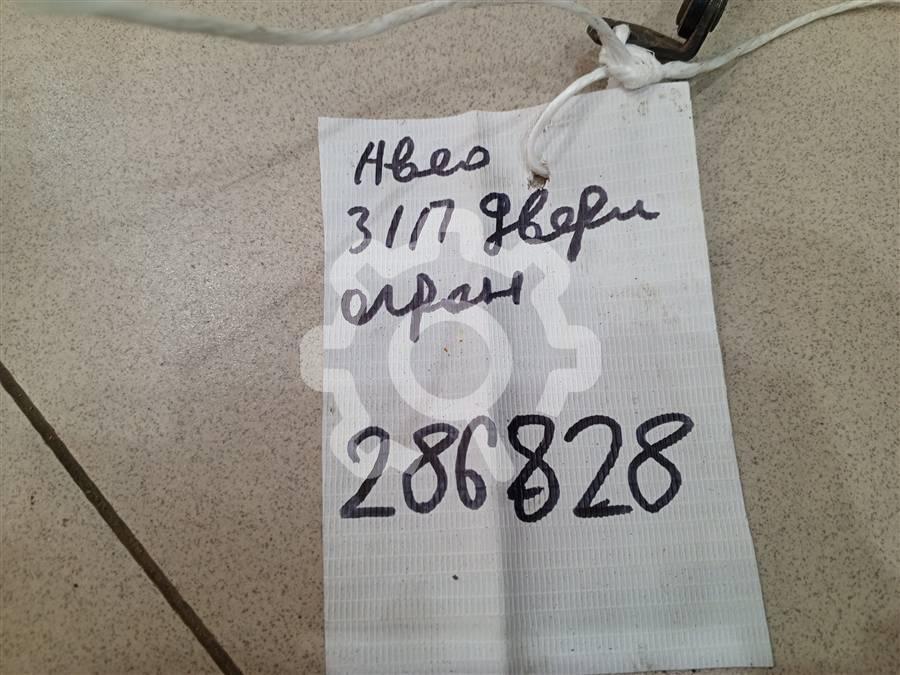 Авео
З/П двери
огран
286828